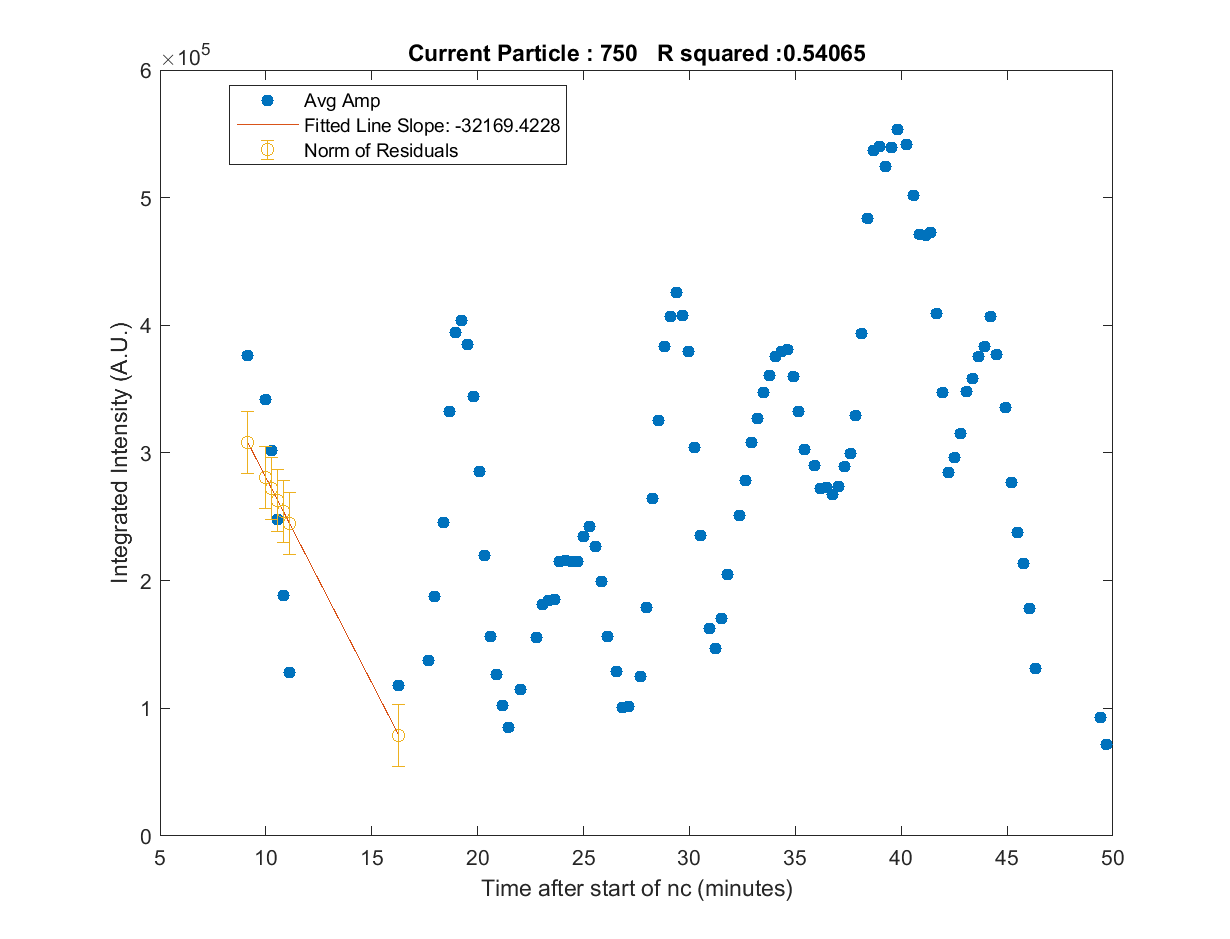 Current Particle : 750 R squared :0.54065
×10^5
Avg Amp
Fitted Line Slope: -32169.4228
Norm of Residuals
Integrated Intensity (A.U.)
6
5
4
3
2
1
0
5 10 15 20 25 30 35 40 45 50
Time after start of nc (minutes)